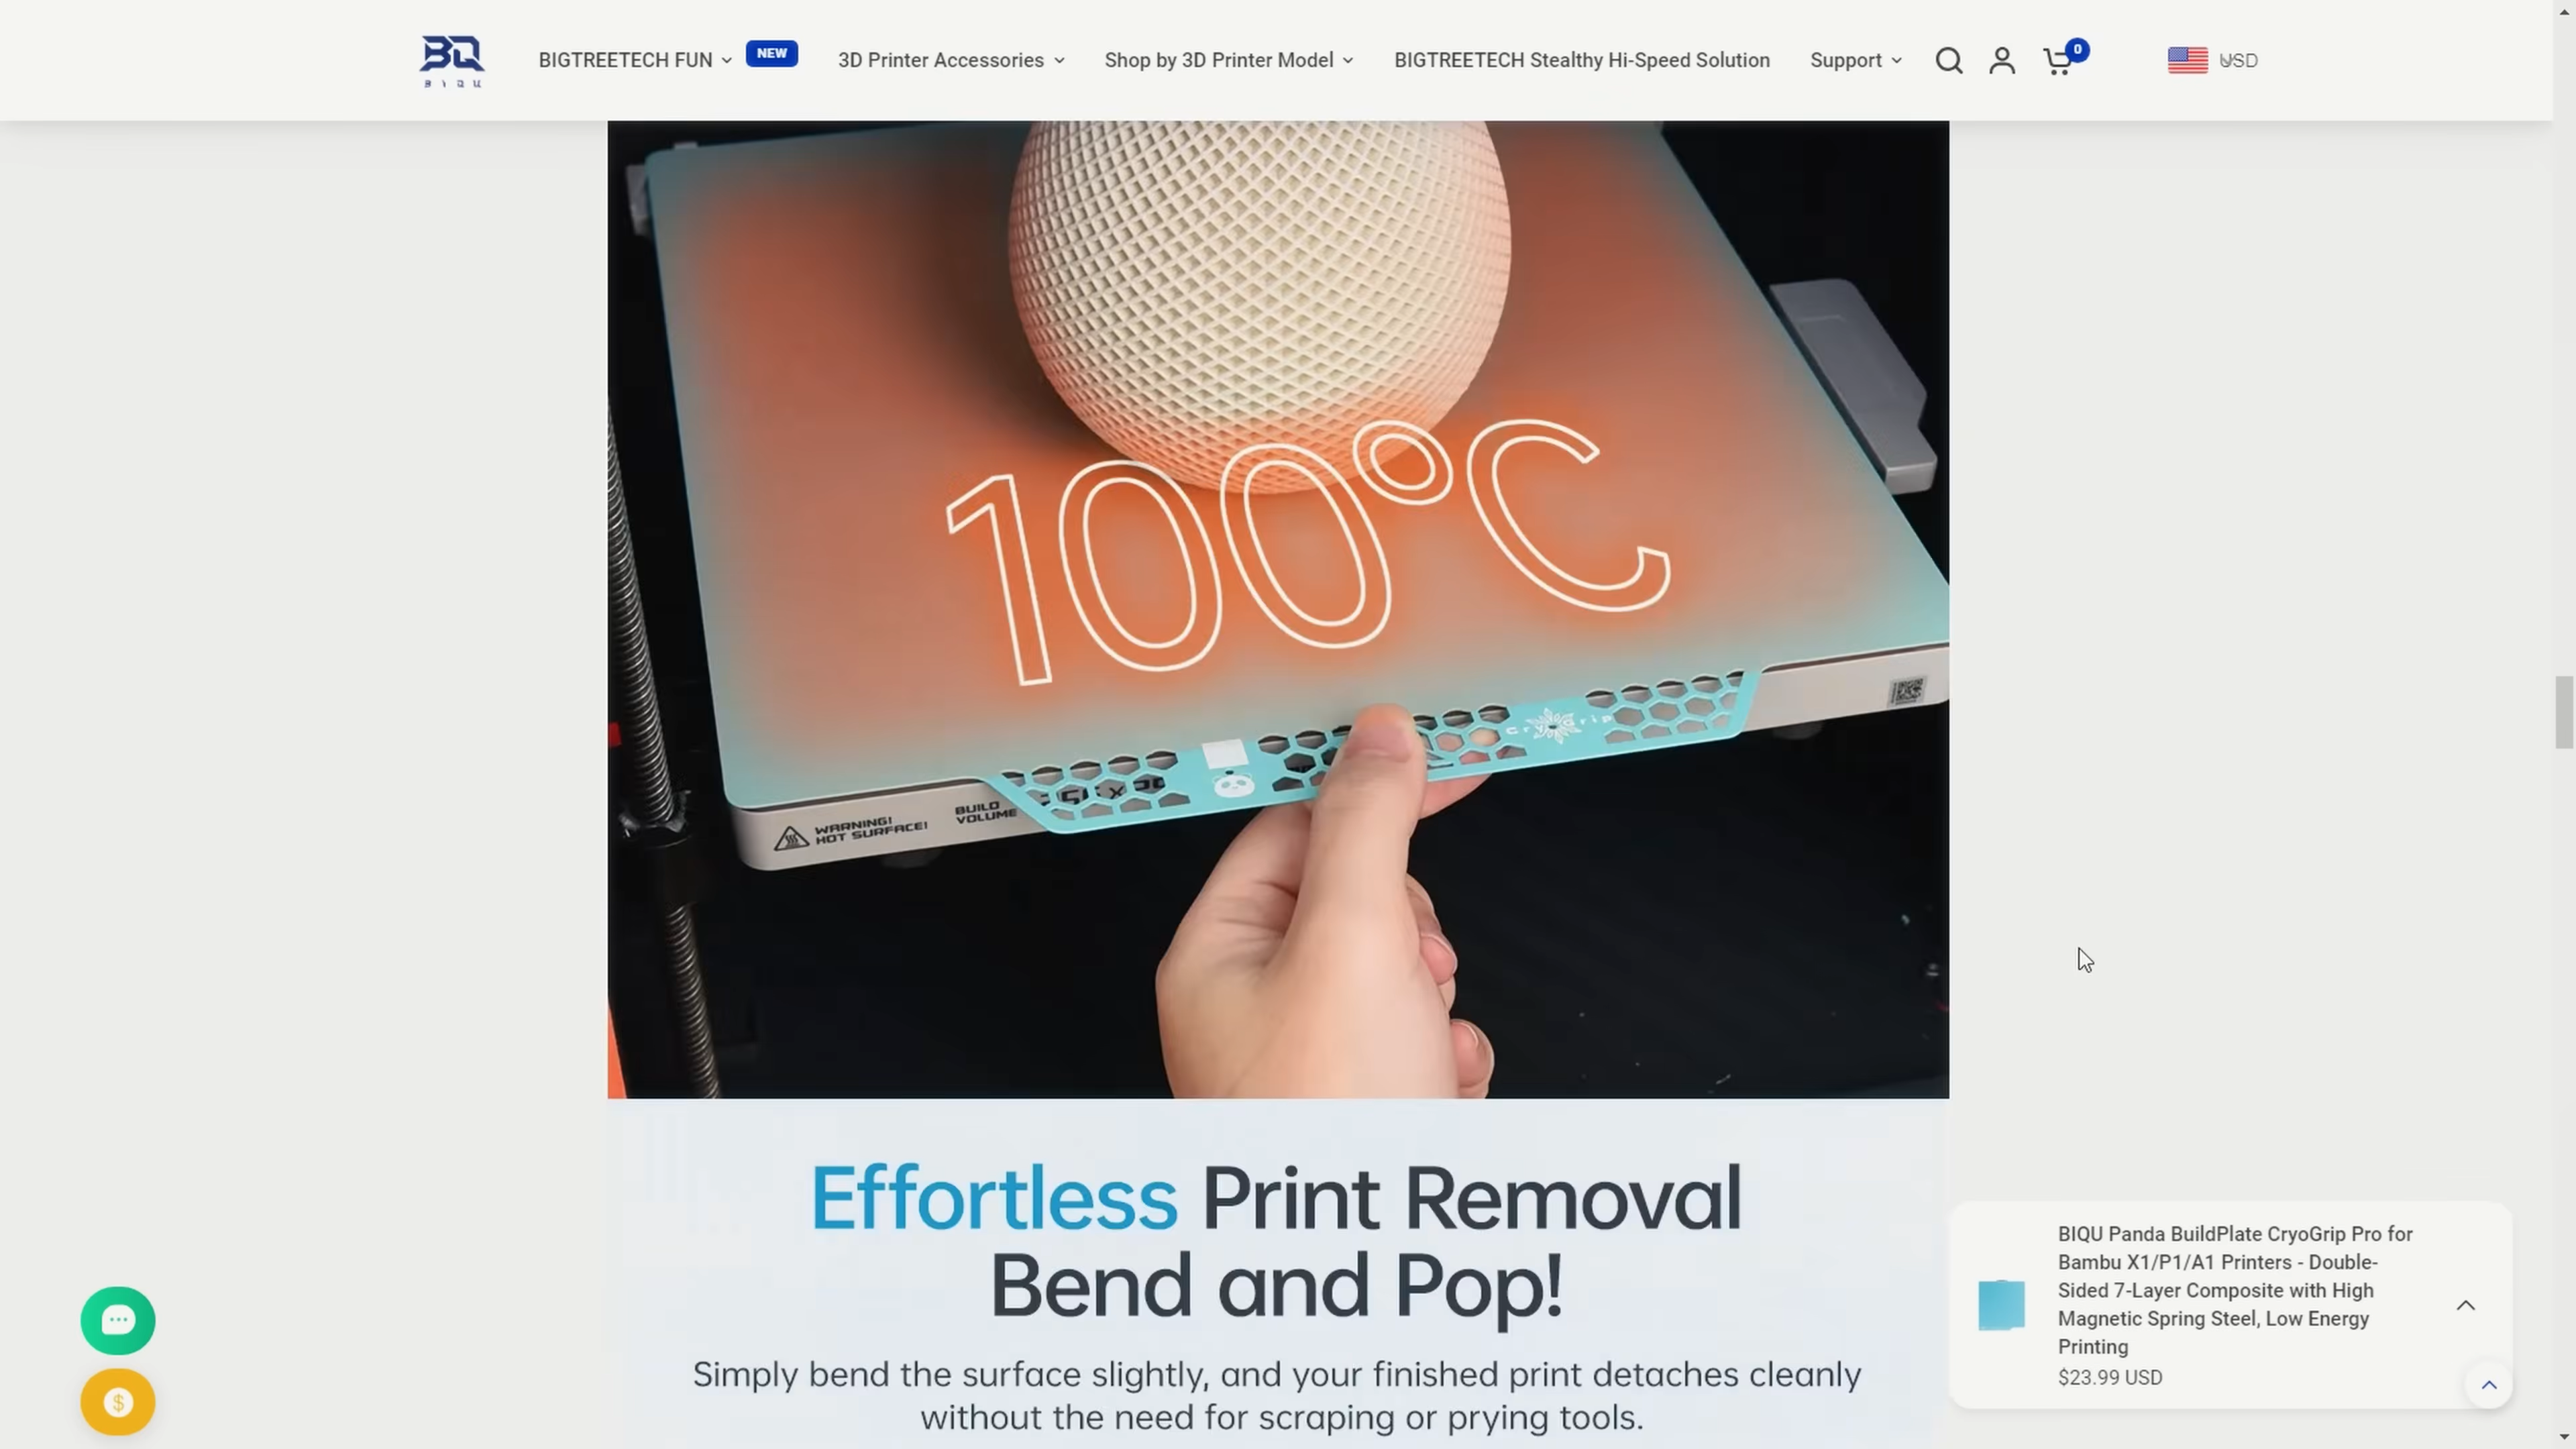 BQ
BIQU
BIGTREETECH FUN
NEW
3D Printer Accessories
Shop by 3D Printer Model
BIGTREETECH Stealthy Hi-Speed Solution
Support
0
USD
100°C
CryoGrip
WARNING!
HOT SURFACE!
BUILD
VOLUME
Effortless Print Removal
Bend and Pop!
Simply bend the surface slightly, and your finished print detaches cleanly
without the need for scraping or prying tools.
BIQU Panda BuildPlate CryoGrip Pro for
Bambu X1/P1/A1 Printers - Double-
Sided 7-Layer Composite with High
Magnetic Spring Steel, Low Energy
Printing
$23.99 USD
$